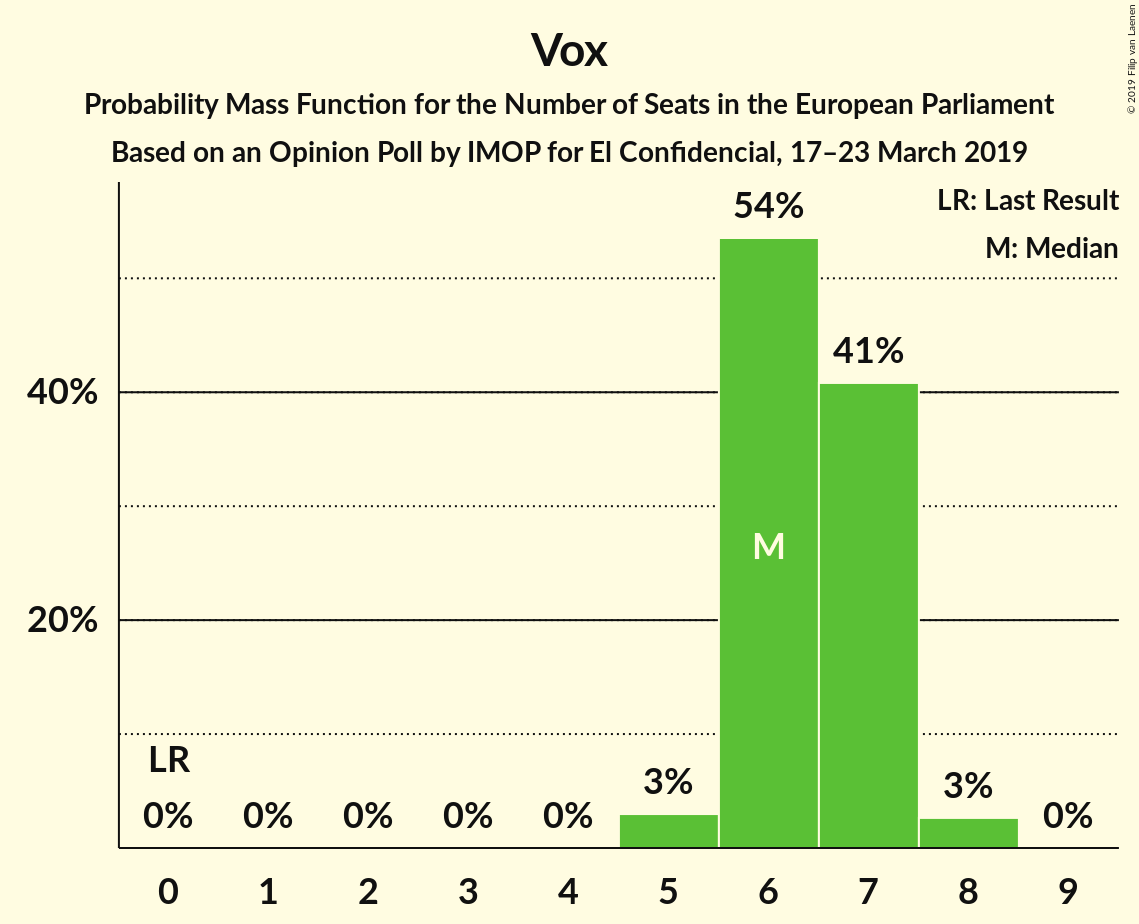 Vox
Probability Mass Function for the Number of Seats in the European Parliament
Based on an Opinion Poll by IMOP for El Confidencial, 17–23 March 2019
© 2019 Filip van Laenen
LR: Last Result
M: Median
54%
41%
40%
M
20%
LR
0% 0% 0% 0% 0% 3% 3% 0%
0 1 2 3 4 5 6 7 8 9